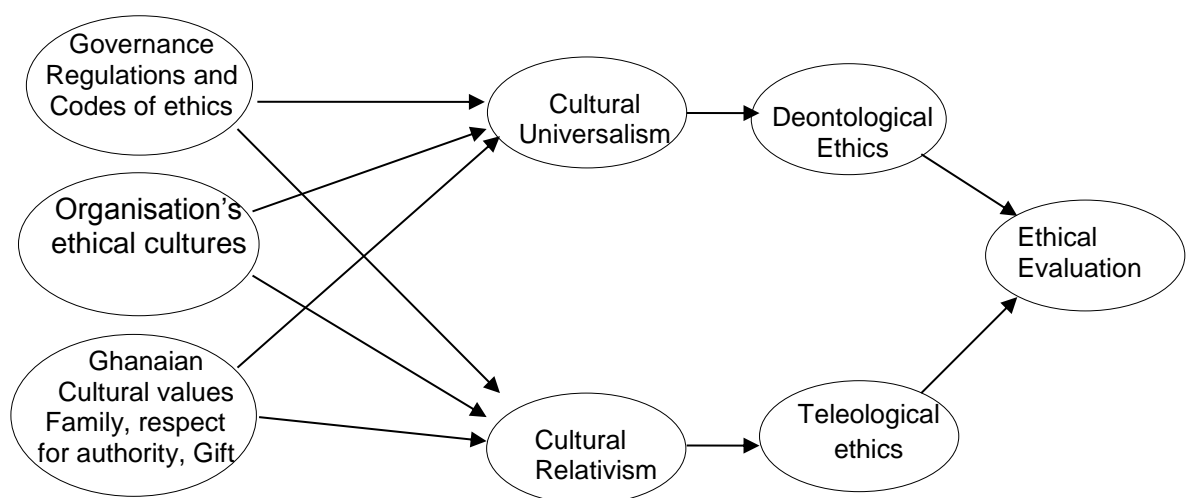 Governance
Regulations and
Codes of ethics
Cultural
Universalism
Deontological
Ethics
Organisation's
ethical cultures
Ethical
Evaluation
Ghanaian
Cultural values
Family, respect
for authority, Gift
Cultural
Relativism
Teleological
ethics